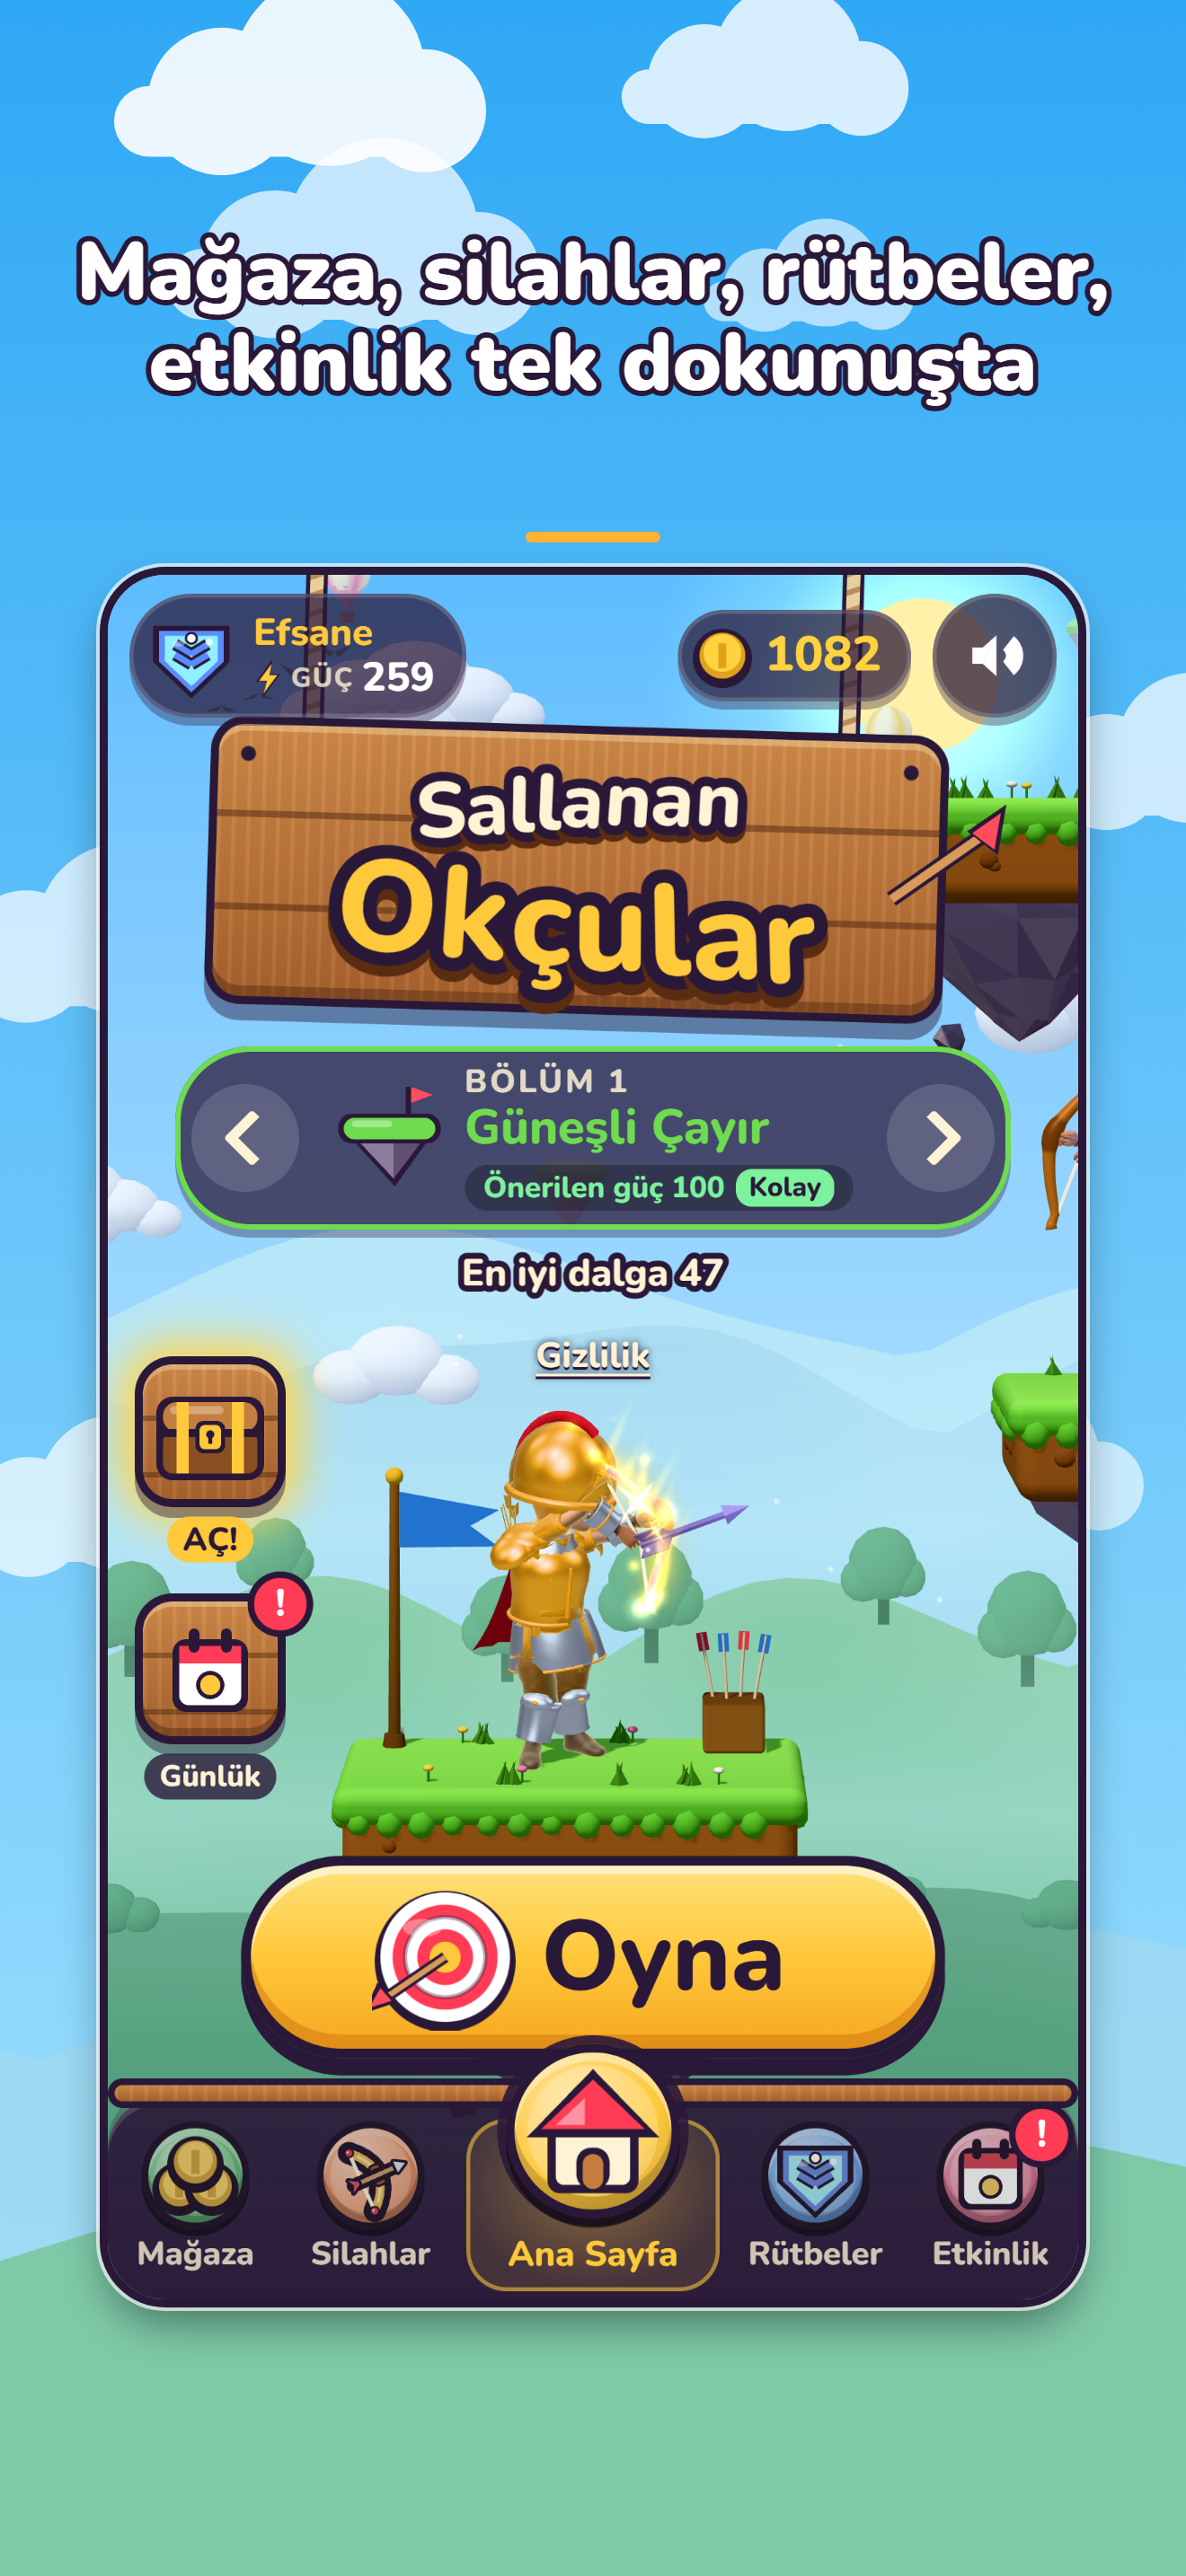 Mağaza, silahlar, rütbeler,
etkinlik tek dokunuşta
Efsane
GÜÇ 259
1082
Sallanan
Okçular
BÖLÜM 1
Güneşli Çayır
Önerilen güç 100 Kolay
En iyi dalga 47
Gizlilik
AÇ!
!
Günlük
Oyna
!
Mağaza Silahlar Ana Sayfa Rütbeler Etkinlik